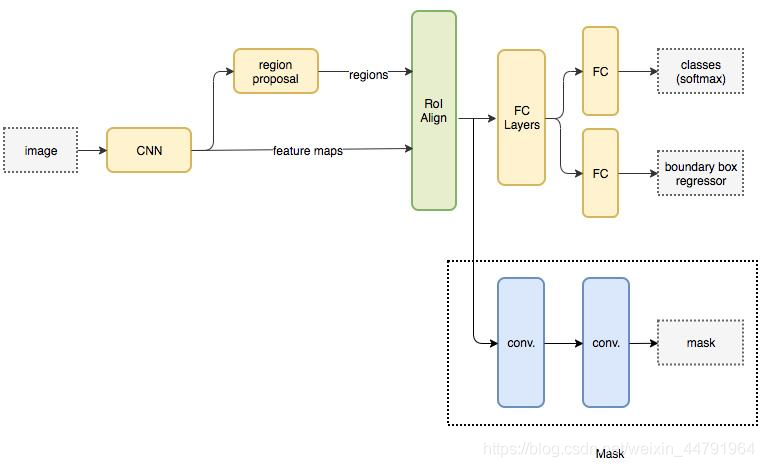 image
CNN
region
proposal
regions
feature maps
RoI
Align
FC
Layers
FC
classes
(softmax)
FC
boundary box
regressor
conv.
conv.
mask
Mask
https://blog.csdn.net/weixin_44791964